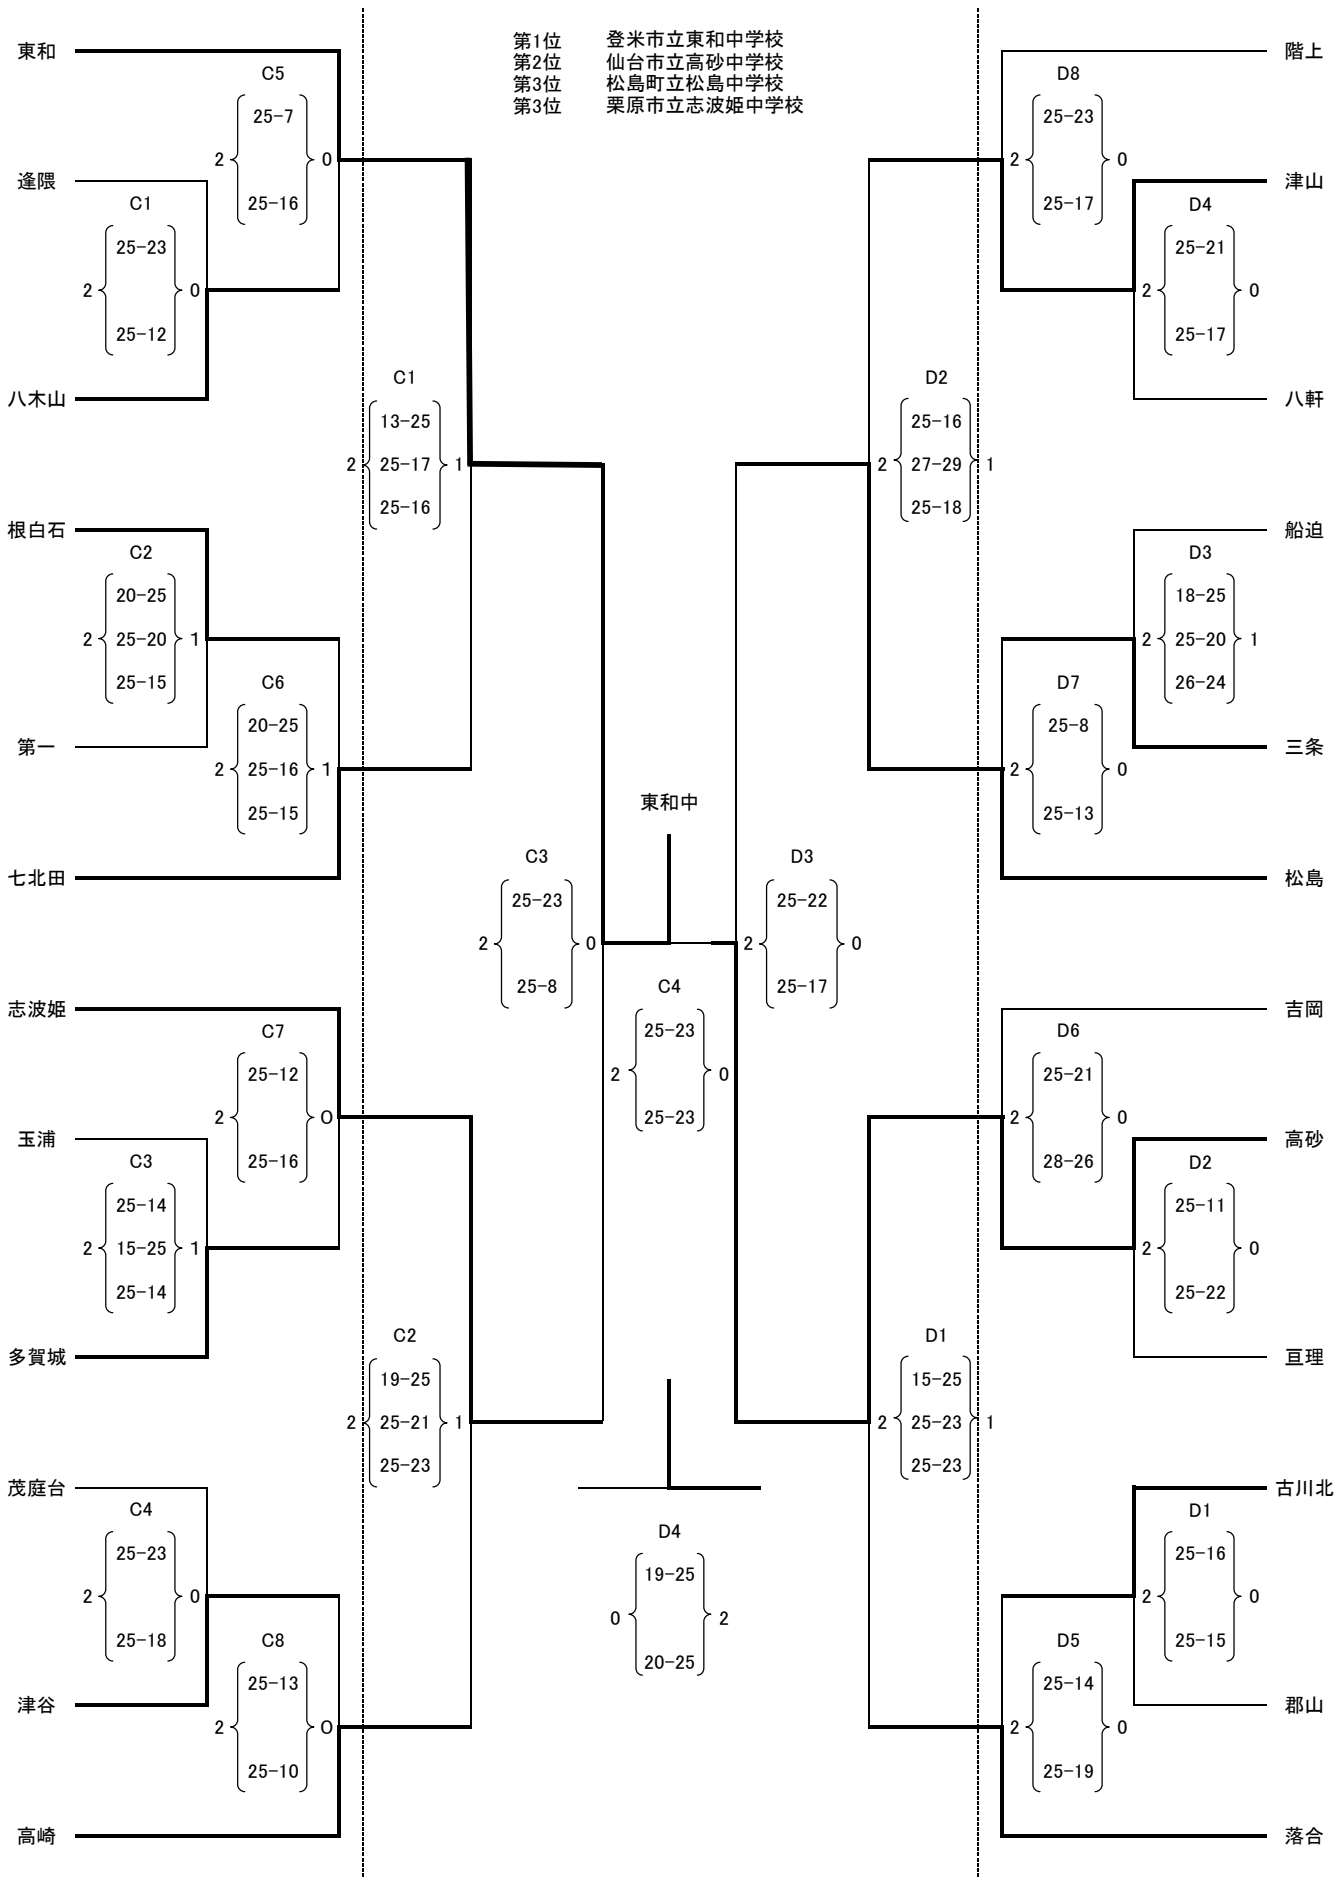 第1位 登米市立東和中学校
第2位 仙台市立高砂中学校
第3位 松島町立松島中学校
第3位 栗原市立志波姫中学校
東和
C5
25-7
2 0
25-16
逢隈
C1
25-23
2 0
25-12
八木山
C1
13-25
2 25-17 1
25-16
根白石
C2
20-25
2 25-20 1
25-15
第一
C6
20-25
2 25-16 1
25-15
七北田
C3
25-23
2 0
25-8
志波姫
C7
25-12
2 0
25-16
玉浦
C3
25-14
2 15-25 1
25-14
多賀城
C2
19-25
2 25-21 1
25-23
茂庭台
C4
25-23
2 0
25-18
津谷
C8
25-13
2 0
25-10
高崎
東和中
C4
25-23
2 0
25-23
D4
19-25
0 2
20-25
階上
D8
25-23
2 0
25-17
津山
D4
25-21
2 0
25-17
八軒
D2
25-16
2 27-29 1
25-18
船迫
D3
18-25
2 25-20 1
26-24
三条
D7
25-8
2 0
25-13
松島
D3
25-22
2 0
25-17
吉岡
D6
25-21
2 0
28-26
高砂
D2
25-11
2 0
25-22
亘理
D1
15-25
2 25-23 1
25-23
古川北
D1
25-16
2 0
25-15
郡山
D5
25-14
2 0
25-19
落合